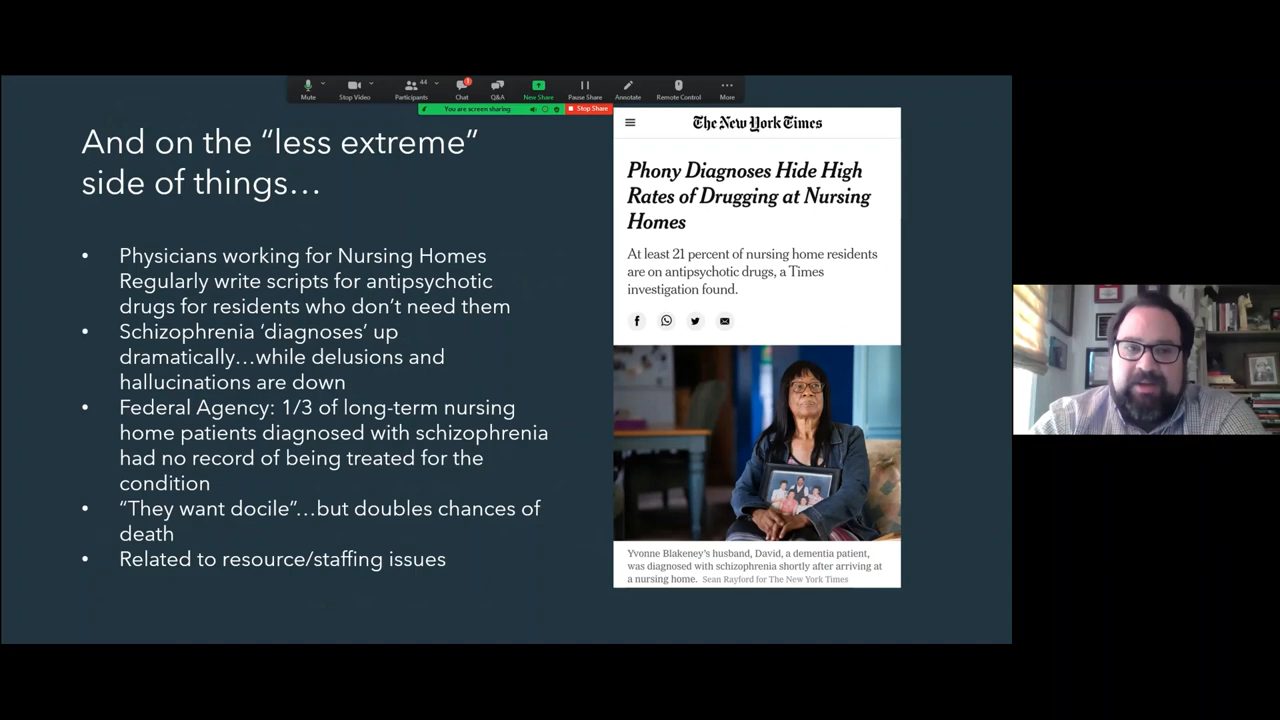 Mute
Stop Video
44
Participants
1
Chat
Q&A
New Share
Pause Share
Annotate
Remote Control
More
You are screen sharing
Stop Share
And on the “less extreme”
side of things…
• Physicians working for Nursing Homes
Regularly write scripts for antipsychotic
drugs for residents who don’t need them
• Schizophrenia ‘diagnoses’ up
dramatically…while delusions and
hallucinations are down
• Federal Agency: 1/3 of long-term nursing
home patients diagnosed with schizophrenia
had no record of being treated for the
condition
• “They want docile”…but doubles chances of
death
• Related to resource/staffing issues
The New York Times
Phony Diagnoses Hide High
Rates of Drugging at Nursing
Homes
At least 21 percent of nursing home residents
are on antipsychotic drugs, a Times
investigation found.
Yvonne Blakeney’s husband, David, a dementia patient,
was diagnosed with schizophrenia shortly after arriving at
a nursing home. Sean Rayford for The New York Times